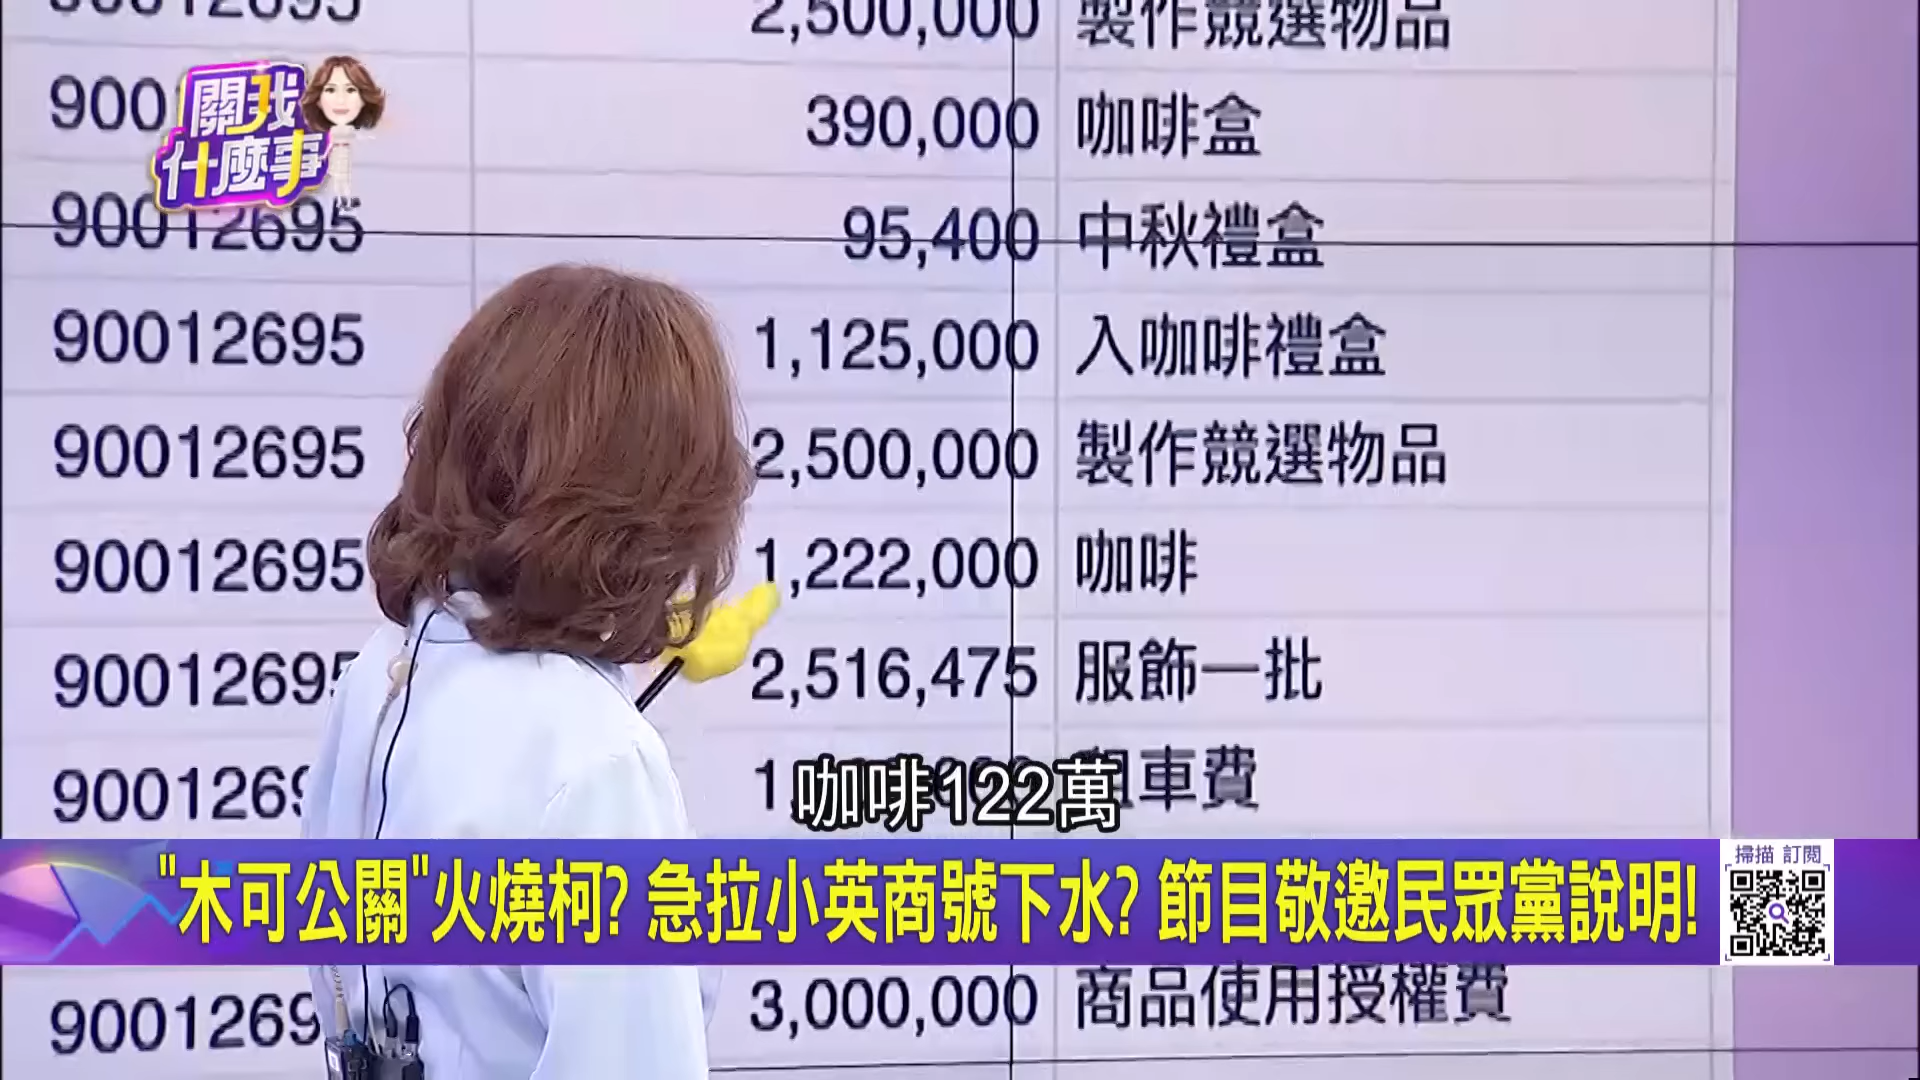 90012695
2,500,000 製作競選物品
900
390,000 咖啡盒
關我
什麼事
90012695
95,400 中秋禮盒
90012695
1,125,000 入咖啡禮盒
90012695
2,500,000 製作競選物品
90012695
1,222,000 咖啡
9001269
2,516,475 服飾一批
900126
車費
咖啡122萬
"木可公關"火燒柯? 急拉小英商號下水? 節目敬邀民眾黨說明!
掃描 訂閱
9001269
3,000,000 商品使用授權費